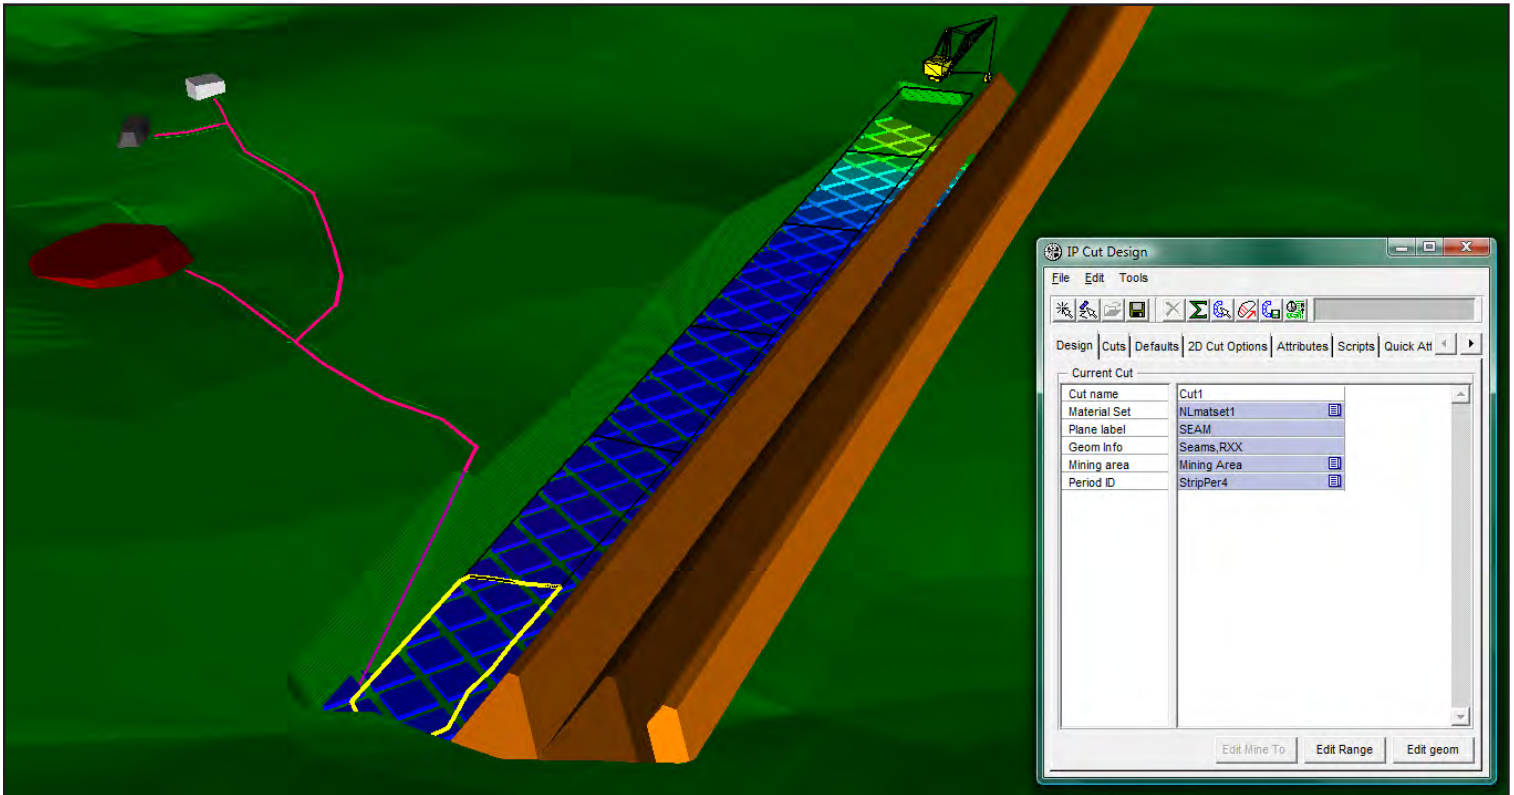 IP Cut Design
File Edit Tools
Design Cuts Defaults 2D Cut Options Attributes Scripts Quick Att
Current Cut
Cut name Cut1
Material Set NLmatset1
Plane label SEAM
Geom Info Seams,RXX
Mining area Mining Area
Period ID StripPer4
Edit Mine To Edit Range Edit geom